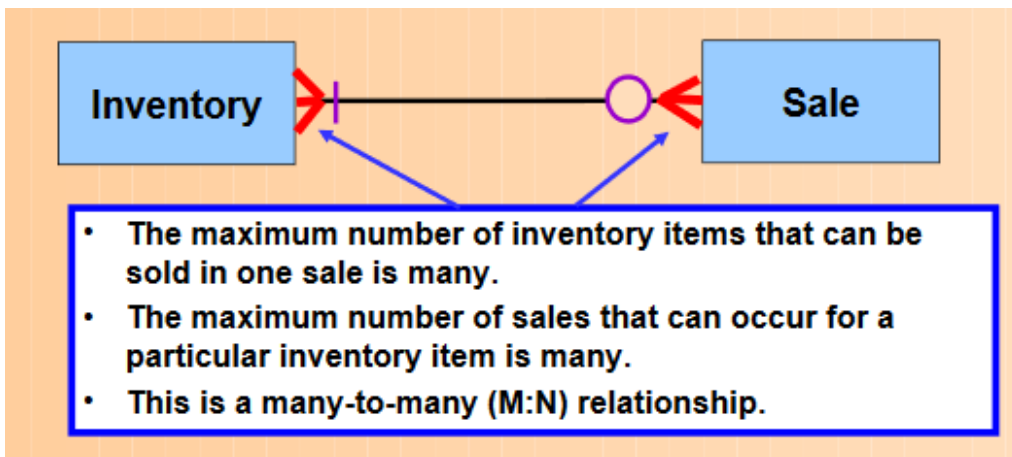 Inventory
Sale
• The maximum number of inventory items that can be
sold in one sale is many.
• The maximum number of sales that can occur for a
particular inventory item is many.
• This is a many-to-many (M:N) relationship.